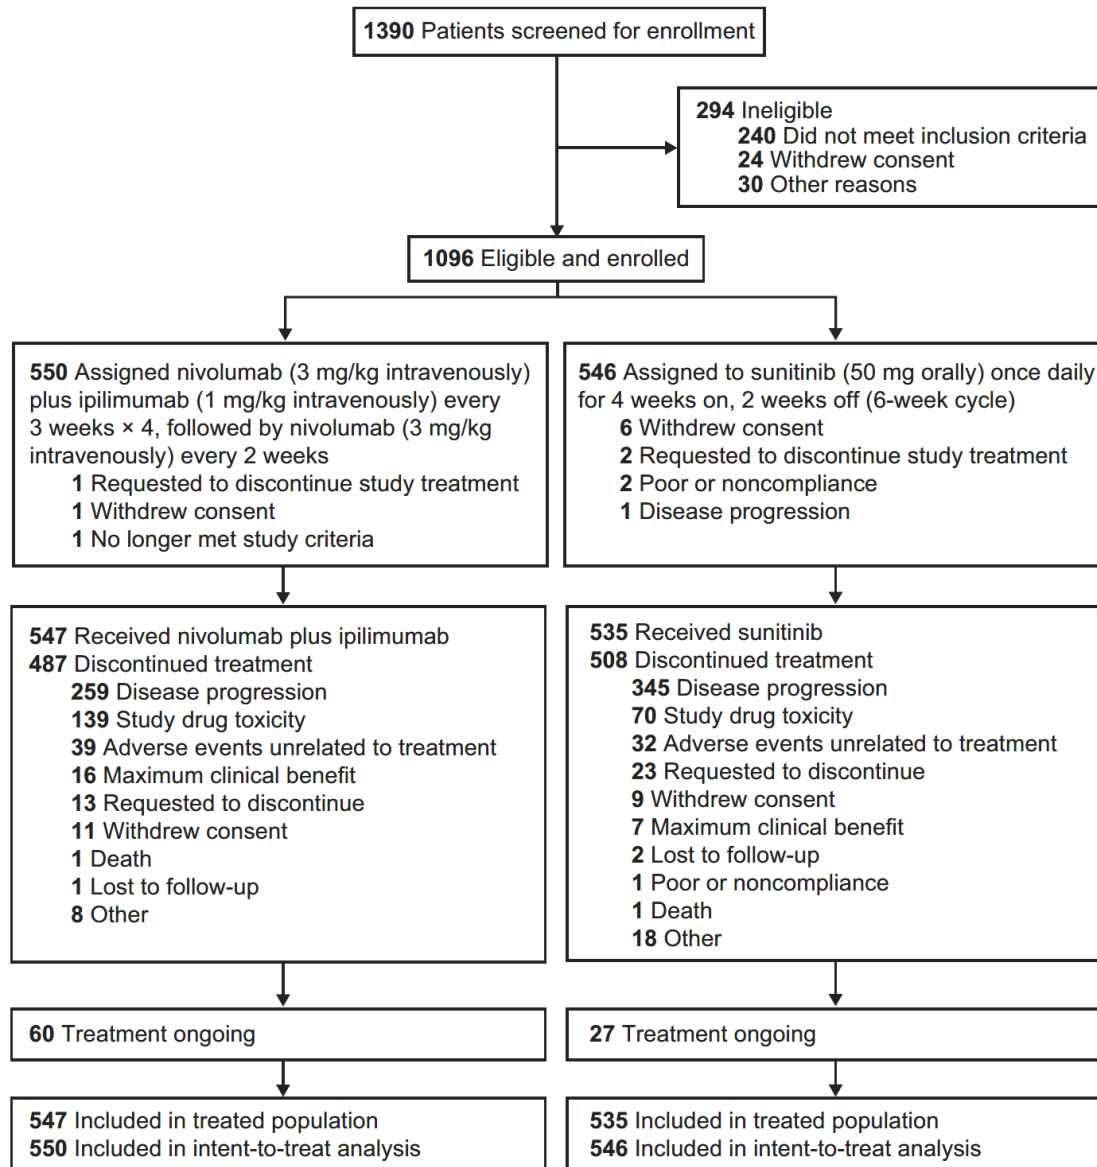 1390 Patients screened for enrollment
294 Ineligible
240 Did not meet inclusion criteria
24 Withdrew consent
30 Other reasons
1096 Eligible and enrolled
550 Assigned nivolumab (3 mg/kg intravenously)
plus ipilimumab (1 mg/kg intravenously) every
3 weeks × 4, followed by nivolumab (3 mg/kg
intravenously) every 2 weeks
1 Requested to discontinue study treatment
1 Withdrew consent
1 No longer met study criteria
546 Assigned to sunitinib (50 mg orally) once daily
for 4 weeks on, 2 weeks off (6-week cycle)
6 Withdrew consent
2 Requested to discontinue study treatment
2 Poor or noncompliance
1 Disease progression
547 Received nivolumab plus ipilimumab
487 Discontinued treatment
259 Disease progression
139 Study drug toxicity
39 Adverse events unrelated to treatment
16 Maximum clinical benefit
13 Requested to discontinue
11 Withdrew consent
1 Death
1 Lost to follow-up
8 Other
535 Received sunitinib
508 Discontinued treatment
345 Disease progression
70 Study drug toxicity
32 Adverse events unrelated to treatment
23 Requested to discontinue
9 Withdrew consent
7 Maximum clinical benefit
2 Lost to follow-up
1 Poor or noncompliance
1 Death
18 Other
60 Treatment ongoing
27 Treatment ongoing
547 Included in treated population
550 Included in intent-to-treat analysis
535 Included in treated population
546 Included in intent-to-treat analysis